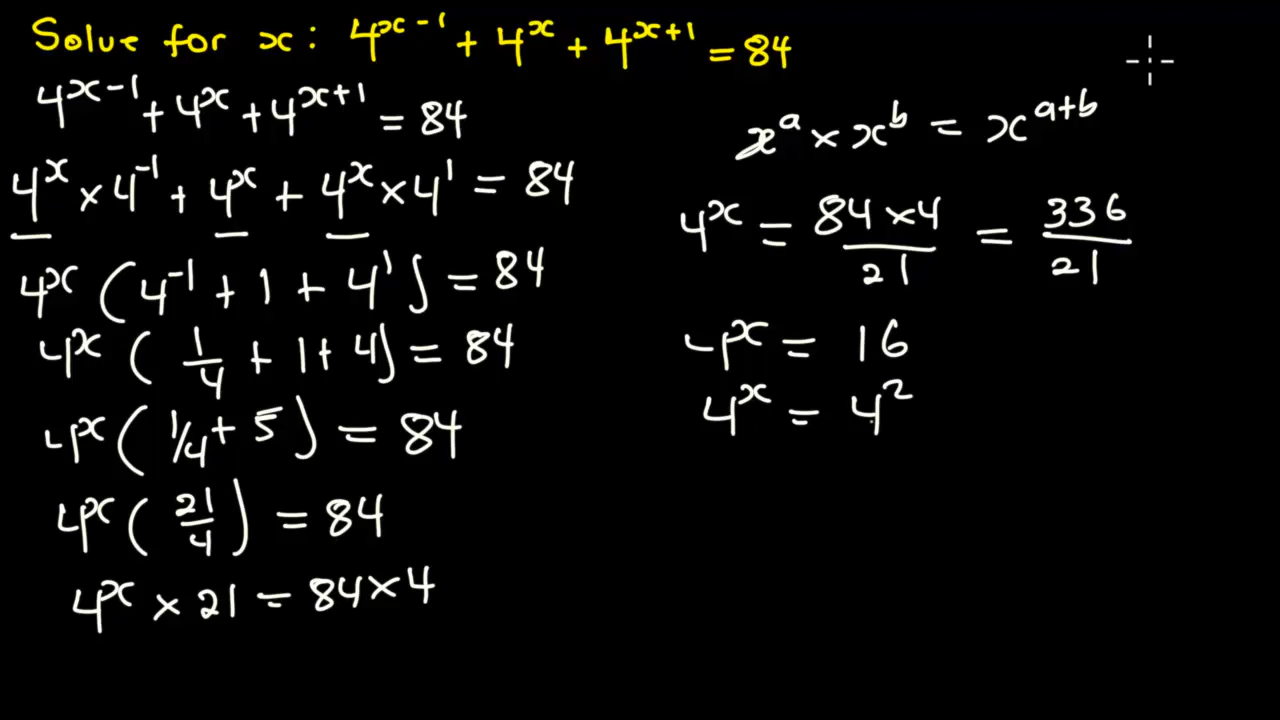 Solve for x: 4^{x-1} + 4^x + 4^{x+1} = 84
4^{x-1} + 4^x + 4^{x+1} = 84
4^x × 4^{-1} + 4^x + 4^x × 4^1 = 84
4^x (4^{-1} + 1 + 4^1) = 84
4^x (1/4 + 1 + 4) = 84
4^x (1/4 + 5) = 84
4^x (21/4) = 84
4^x × 21 = 84 × 4
x^a × x^b = x^{a+b}
4^x = 84 × 4 / 21 = 336 / 21
4^x = 16
4^x = 4^2